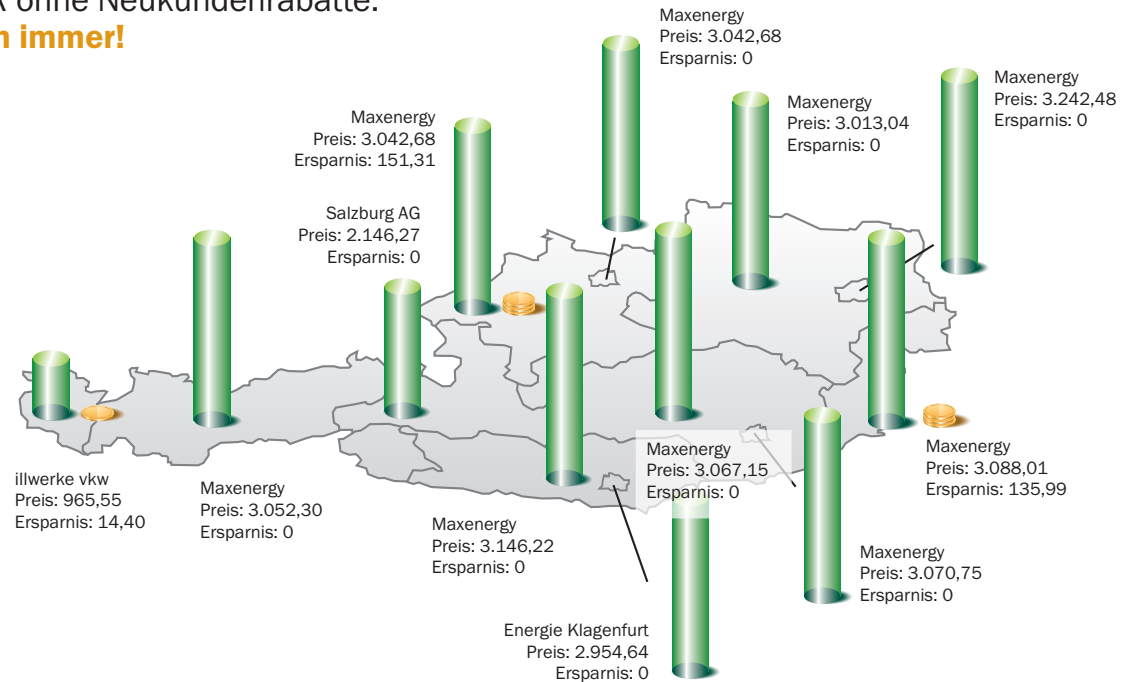 ohne Neukundenrabatte.
immer!
Maxenergy
Preis: 3.042,68
Ersparnis: 0
Maxenergy
Preis: 3.242,48
Ersparnis: 0
Maxenergy
Preis: 3.013,04
Ersparnis: 0
Maxenergy
Preis: 3.042,68
Ersparnis: 151,31
Salzburg AG
Preis: 2.146,27
Ersparnis: 0
illwerke vkw
Preis: 965,55
Ersparnis: 14,40
Maxenergy
Preis: 3.052,30
Ersparnis: 0
Maxenergy
Preis: 3.146,22
Ersparnis: 0
Maxenergy
Preis: 3.067,15
Ersparnis: 0
Maxenergy
Preis: 3.088,01
Ersparnis: 135,99
Maxenergy
Preis: 3.070,75
Ersparnis: 0
Energie Klagenfurt
Preis: 2.954,64
Ersparnis: 0